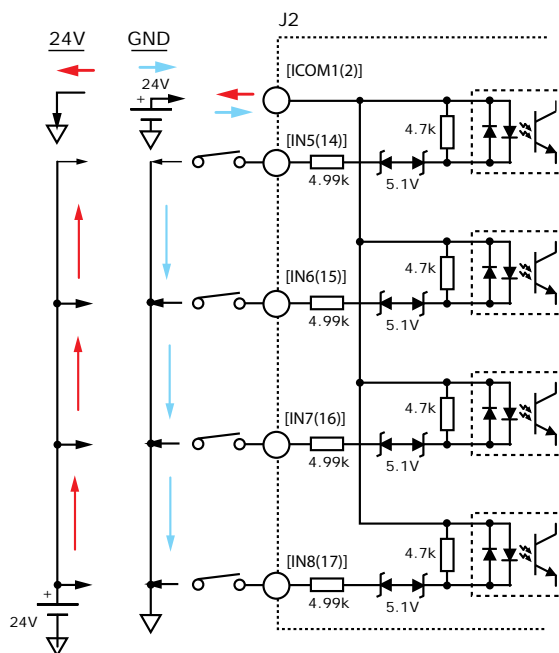 J2
24V GND
+ 24V
[ICOM1(2)]
[IN5(14)]
4.7k
4.99k
5.1V
[IN6(15)]
4.7k
4.99k
5.1V
[IN7(16)]
4.7k
4.99k
5.1V
[IN8(17)]
4.7k
4.99k
5.1V
+
24V